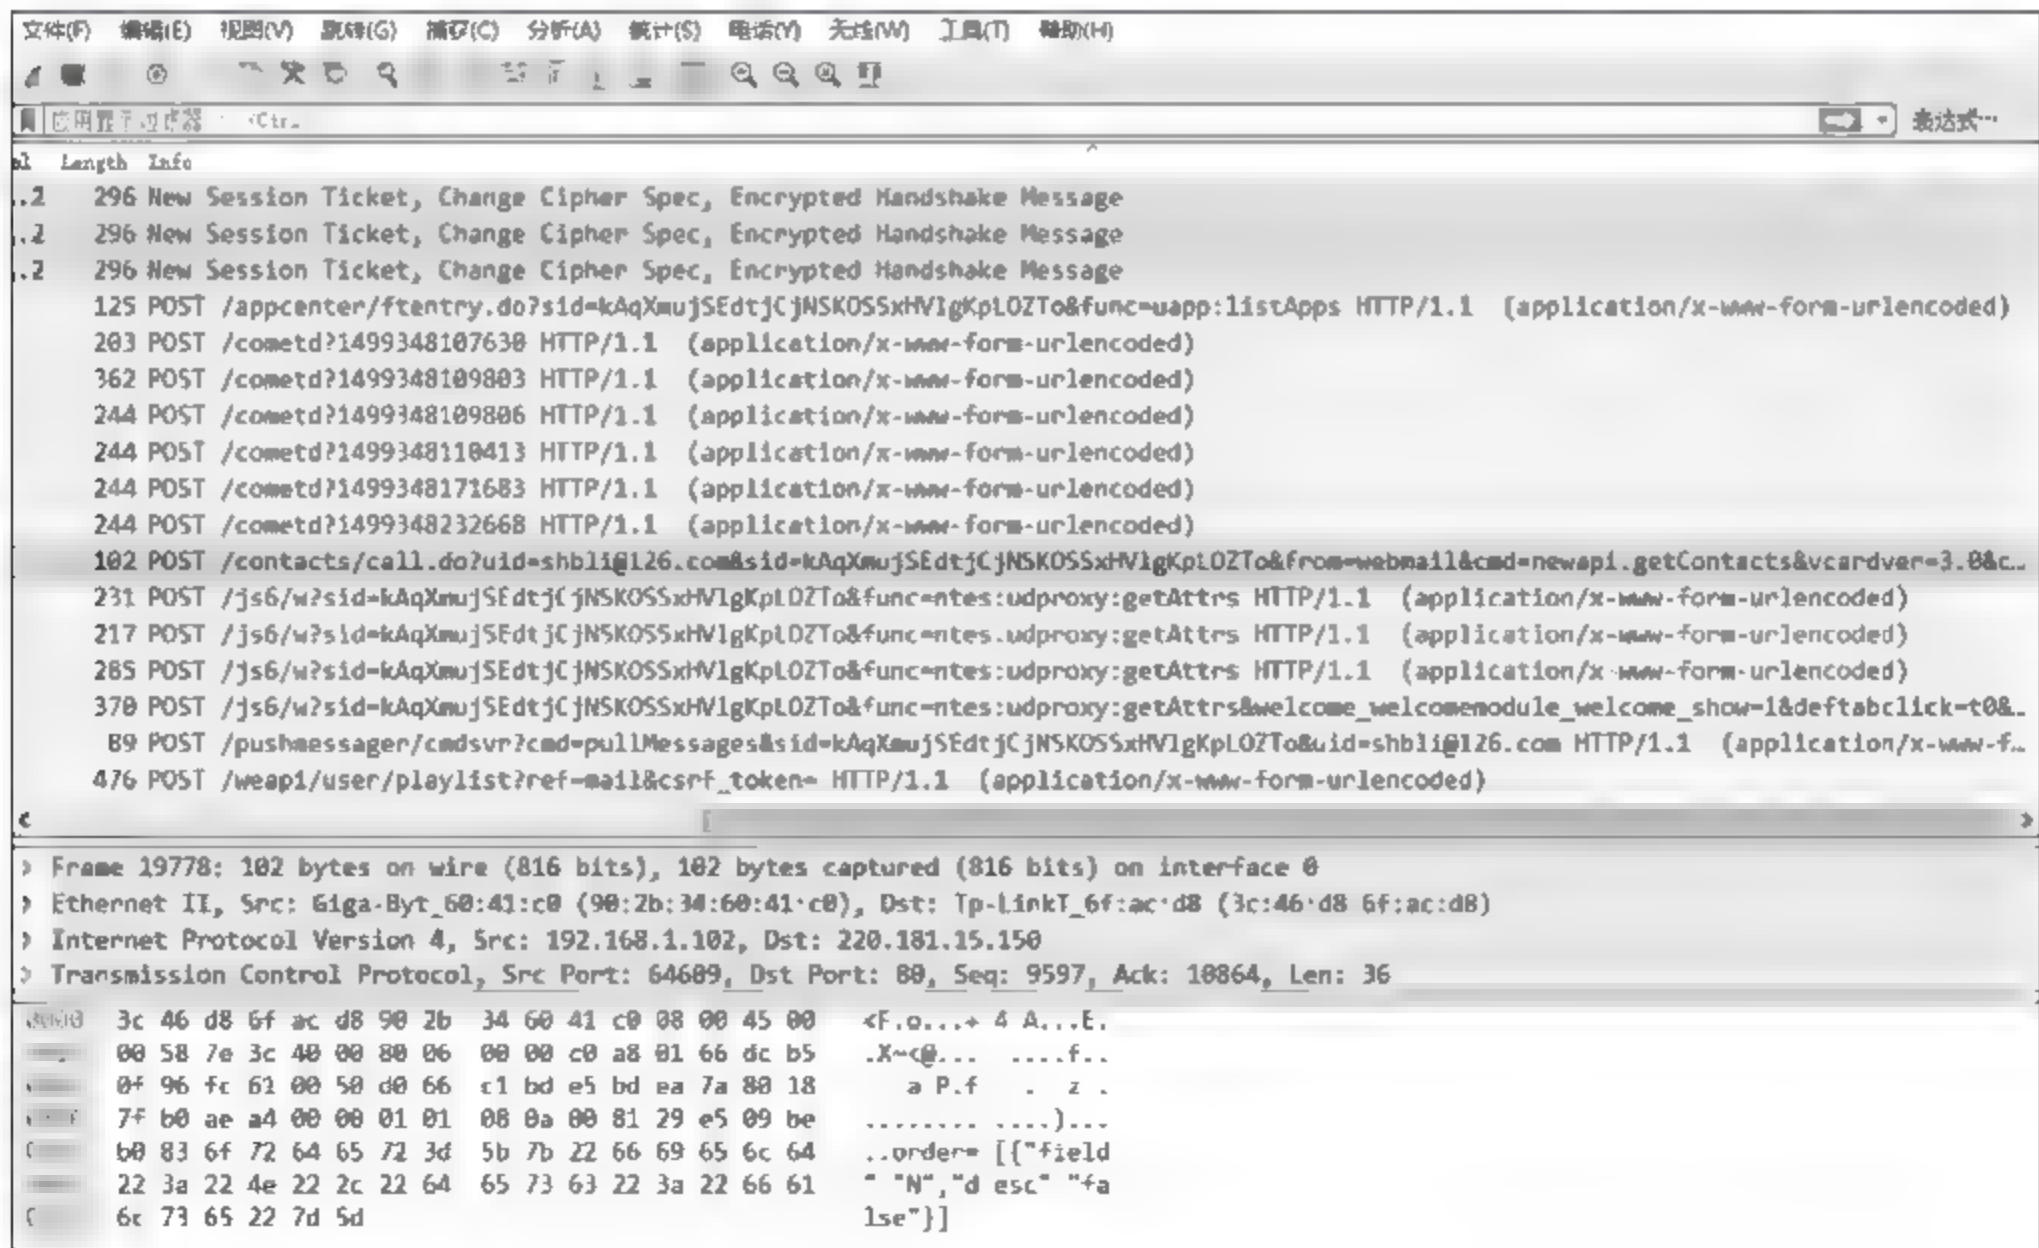 文件(F) 编辑(E) 视图(V) 跳转(G) 捕获(C) 分析(A) 统计(S) 电话(Y) 无线(W) 工具(T) 帮助(H)
应用显示过滤器 … <Ctr… 表达式…
ol Length Info
..2 296 New Session Ticket, Change Cipher Spec, Encrypted Handshake Message
..2 296 New Session Ticket, Change Cipher Spec, Encrypted Handshake Message
..2 296 New Session Ticket, Change Cipher Spec, Encrypted Handshake Message
125 POST /appcenter/ftentry.do?sid=kAqXmujSEdtjCjNSKOSSxHVlgKpLOZTo&func=uapp:listApps HTTP/1.1 (application/x-www-form-urlencoded)
203 POST /cometd?1499348107630 HTTP/1.1 (application/x-www-form-urlencoded)
362 POST /cometd?1499348109803 HTTP/1.1 (application/x-www-form-urlencoded)
244 POST /cometd?1499348109806 HTTP/1.1 (application/x-www-form-urlencoded)
244 POST /cometd?1499348110413 HTTP/1.1 (application/x-www-form-urlencoded)
244 POST /cometd?1499348171683 HTTP/1.1 (application/x-www-form-urlencoded)
244 POST /cometd?1499348232668 HTTP/1.1 (application/x-www-form-urlencoded)
102 POST /contacts/call.do?uid=shbli@126.com&sid=kAqXmujSEdtjCjNSKOSSxHVlgKpLOZTo&from=webmail&cmd=newapi.getContacts&vcardver=3.0&c…
231 POST /js6/w?sid=kAqXmujSEdtjCjNSKOSSxHVlgKpLOZTo&func=ntes:udproxy:getAttrs HTTP/1.1 (application/x-www-form-urlencoded)
217 POST /js6/w?sid=kAqXmujSEdtjCjNSKOSSxHVlgKpLOZTo&func=ntes:udproxy:getAttrs HTTP/1.1 (application/x-www-form-urlencoded)
285 POST /js6/w?sid=kAqXmujSEdtjCjNSKOSSxHVlgKpLOZTo&func=ntes:udproxy:getAttrs HTTP/1.1 (application/x-www-form-urlencoded)
370 POST /js6/w?sid=kAqXmujSEdtjCjNSKOSSxHVlgKpLOZTo&func=ntes:udproxy:getAttrs&welcome_welcomemodule_welcome_show=1&deftabclick=t0&…
89 POST /pushmessager/cmdsvr?cmd=pullMessages&sid=kAqXmujSEdtjCjNSKOSSxHVlgKpLOZTo&uid=shbli@126.com HTTP/1.1 (application/x-www-f…
476 POST /weapi/user/playlist?ref=mail&csrf_token= HTTP/1.1 (application/x-www-form-urlencoded)
Frame 19778: 102 bytes on wire (816 bits), 102 bytes captured (816 bits) on interface 0
Ethernet II, Src: Giga-Byt_60:41:c0 (90:2b:34:60:41:c0), Dst: Tp-LinkT_6f:ac:d8 (3c:46:d8:6f:ac:d8)
Internet Protocol Version 4, Src: 192.168.1.102, Dst: 220.181.15.150
Transmission Control Protocol, Src Port: 64609, Dst Port: 80, Seq: 9597, Ack: 10864, Len: 36
3c 46 d8 6f ac d8 90 2b 34 60 41 c0 08 00 45 00 <F.o...+ 4 A...E.
00 58 7e 3c 40 00 80 06 00 00 c0 a8 01 66 dc b5 .X~<@... .....f..
0f 96 fc 61 00 50 d0 66 c1 bd e5 bd ea 7a 80 18 a P.f . z .
7f b0 ae a4 00 00 01 01 08 0a 00 81 29 e5 09 be ........ ....)...
b0 83 6f 72 64 65 72 3d 5b 7b 22 66 69 65 6c 64 ..order= [{"field
22 3a 22 4e 22 2c 22 64 65 73 63 22 3a 22 66 61 " "N","d esc" "fa
6c 73 65 22 7d 5d lse"}]